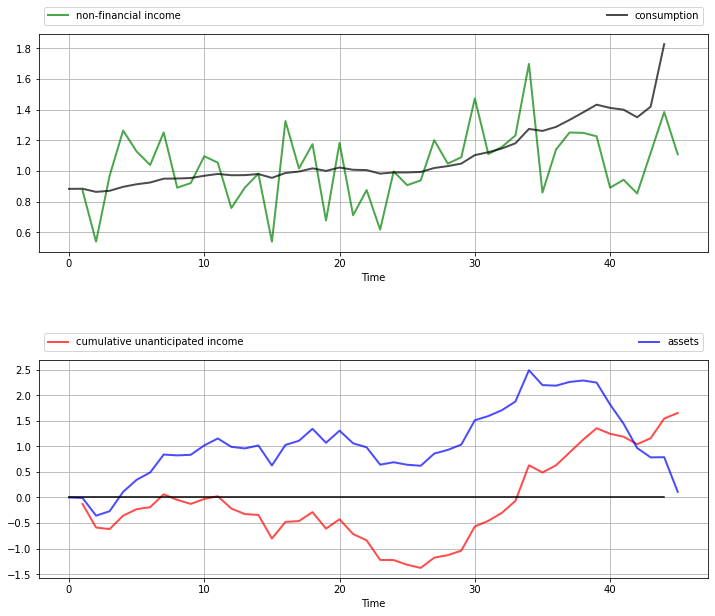 non-financial income consumption
1.8
1.6
1.4
1.2
1.0
0.8
0.6
0 10 20 30 40
Time
cumulative unanticipated income assets
2.5
2.0
1.5
1.0
0.5
0.0
−0.5
−1.0
−1.5
0 10 20 30 40
Time